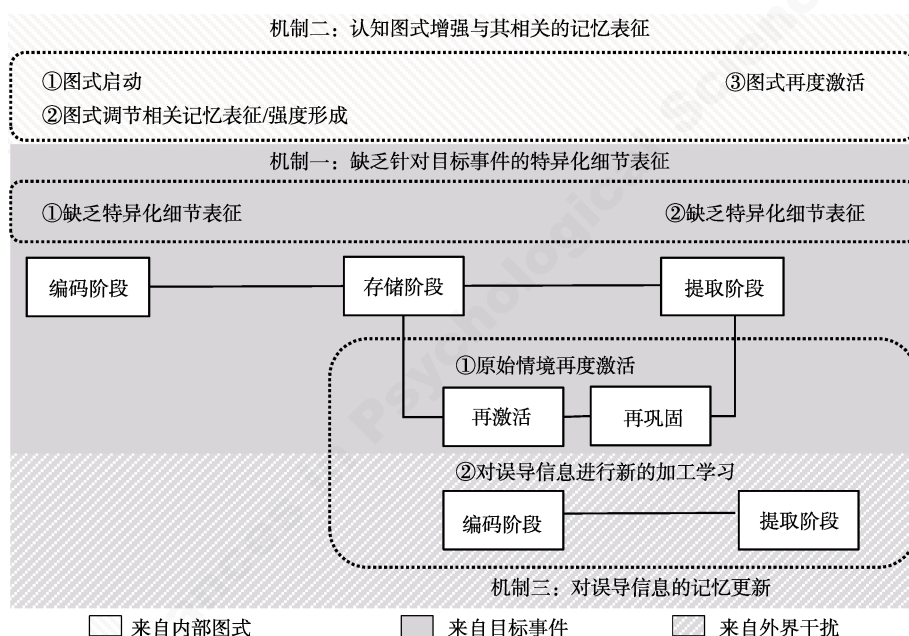 机制二：认知图式增强与其相关的记忆表征
①图式启动
③图式再度激活
②图式调节相关记忆表征/强度形成
机制一：缺乏针对目标事件的特异化细节表征
①缺乏特异化细节表征
②缺乏特异化细节表征
编码阶段
存储阶段
提取阶段
①原始情境再度激活
再激活
再巩固
②对误导信息进行新的加工学习
编码阶段
提取阶段
机制三：对误导信息的记忆更新
来自内部图式
来自目标事件
来自外界干扰